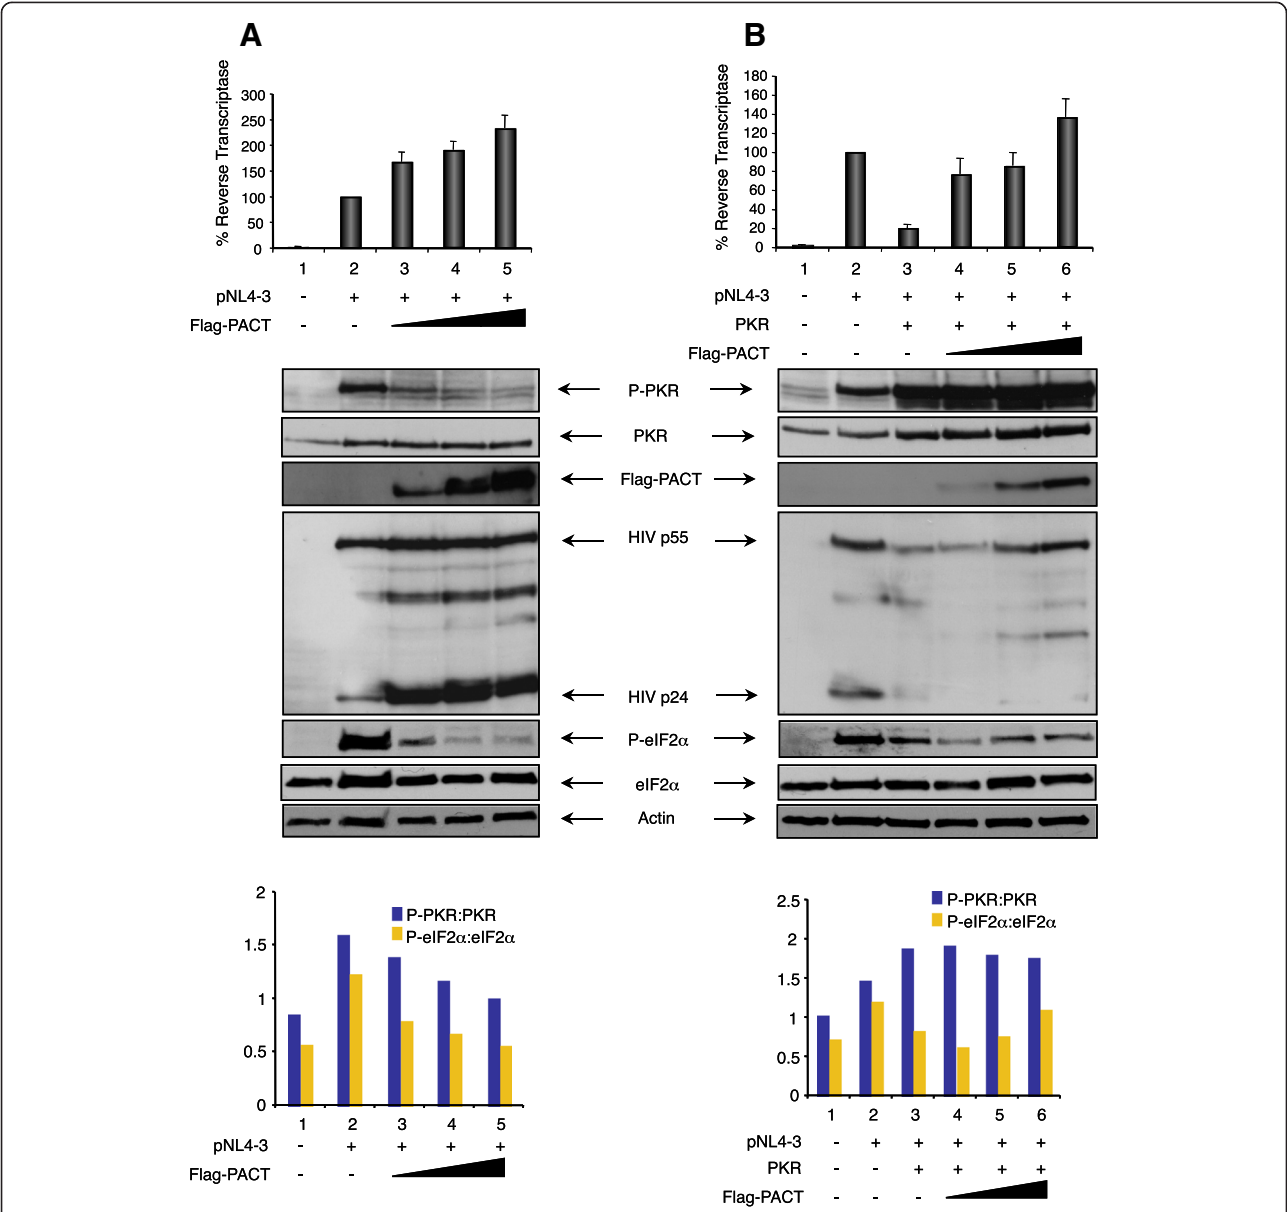 A
% Reverse Transcriptase
300
250
200
150
100
50
0
1 2 3 4 5
pNL4-3 - + + + +
Flag-PACT - -
B
% Reverse Transcriptase
180
160
140
120
100
80
60
40
20
0
1 2 3 4 5 6
pNL4-3 - + + + + +
PKR - - + + + +
Flag-PACT - - -
P-PKR
PKR
Flag-PACT
HIV p55
HIV p24
P-eIF2α
eIF2α
Actin
2
1.5
1
0.5
0
P-PKR:PKR
P-eIF2α:eIF2α
1 2 3 4 5
pNL4-3 - + + + +
Flag-PACT - -
2.5
2
1.5
1
0.5
0
P-PKR:PKR
P-eIF2α:eIF2α
1 2 3 4 5 6
pNL4-3 - + + + + +
PKR - - + + + +
Flag-PACT - - -